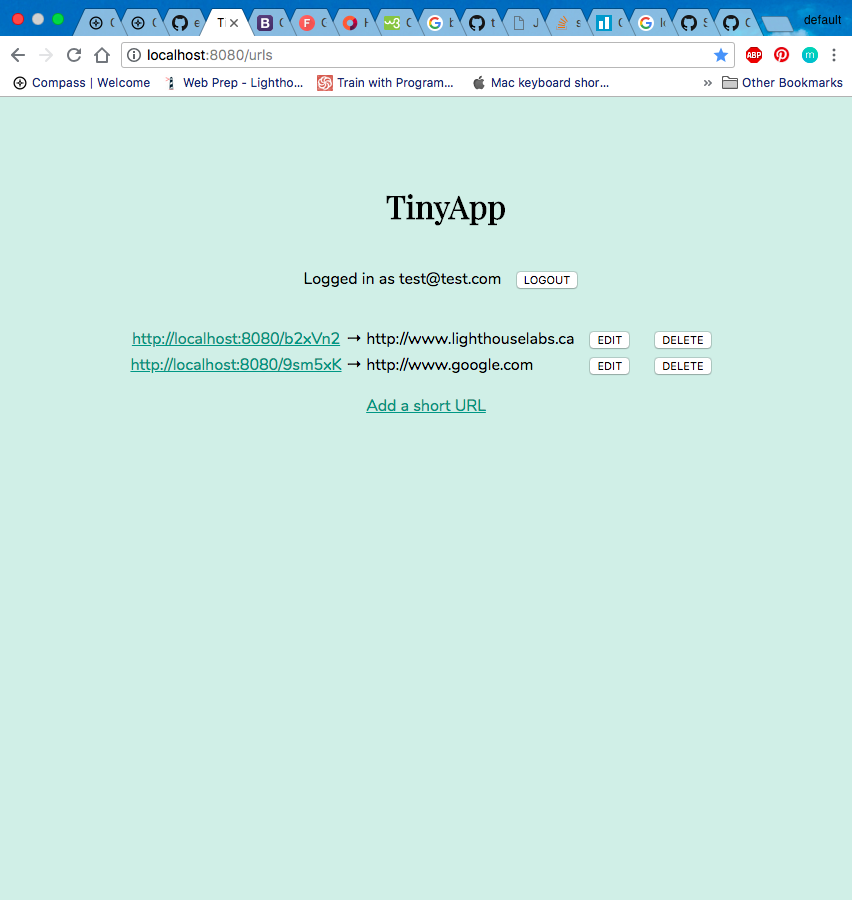 default
localhost:8080/urls
ABP
m
Compass | Welcome Web Prep - Lightho... Train with Program... Mac keyboard shor... » Other Bookmarks
TinyApp
Logged in as test@test.com LOGOUT
http://localhost:8080/b2xVn2 → http://www.lighthouselabs.ca EDIT DELETE
http://localhost:8080/9sm5xK → http://www.google.com EDIT DELETE
Add a short URL